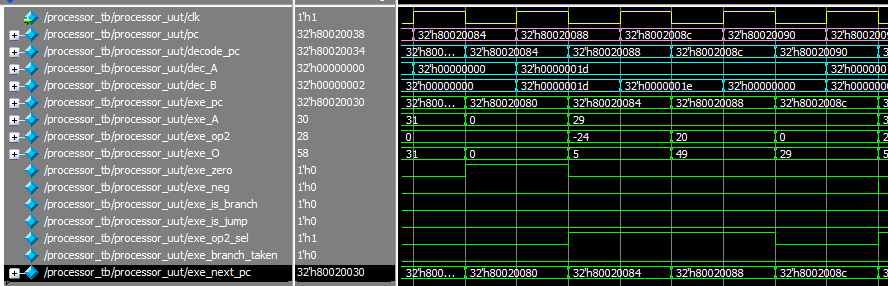 /processor_tb/processor_uut/clk 1'h1
/processor_tb/processor_uut/pc 32'h80020038 32'h80020084 32'h80020088 32'h8002008c 32'h80020090
/processor_tb/processor_uut/decode_pc 32'h80020034 32'h800... 32'h80020084 32'h80020088 32'h8002008c 32'h80020090 32'h800
/processor_tb/processor_uut/dec_A 32'h00000000 32'h00000000 32'h0000001d 32'h000000
/processor_tb/processor_uut/dec_B 32'h00000002 32'h00000000 32'h0000001d 32'h0000001e 32'h00000000 32'h000000
/processor_tb/processor_uut/exe_pc 32'h80020030 32'h800... 32'h80020080 32'h80020084 32'h80020088 32'h8002008c 32'h
/processor_tb/processor_uut/exe_A 30 31 0 29 3
/processor_tb/processor_uut/exe_op2 28 0 -24 20 0 2
/processor_tb/processor_uut/exe_O 58 31 0 5 49 29 5
/processor_tb/processor_uut/exe_zero 1'h0
/processor_tb/processor_uut/exe_neg 1'h0
/processor_tb/processor_uut/exe_is_branch 1'h0
/processor_tb/processor_uut/exe_is_jump 1'h0
/processor_tb/processor_uut/exe_op2_sel 1'h1
/processor_tb/processor_uut/exe_branch_taken 1'h0
/processor_tb/processor_uut/exe_next_pc 32'h80020030 32'h800... 32'h80020080 32'h80020084 32'h80020088 32'h8002008c 32'h